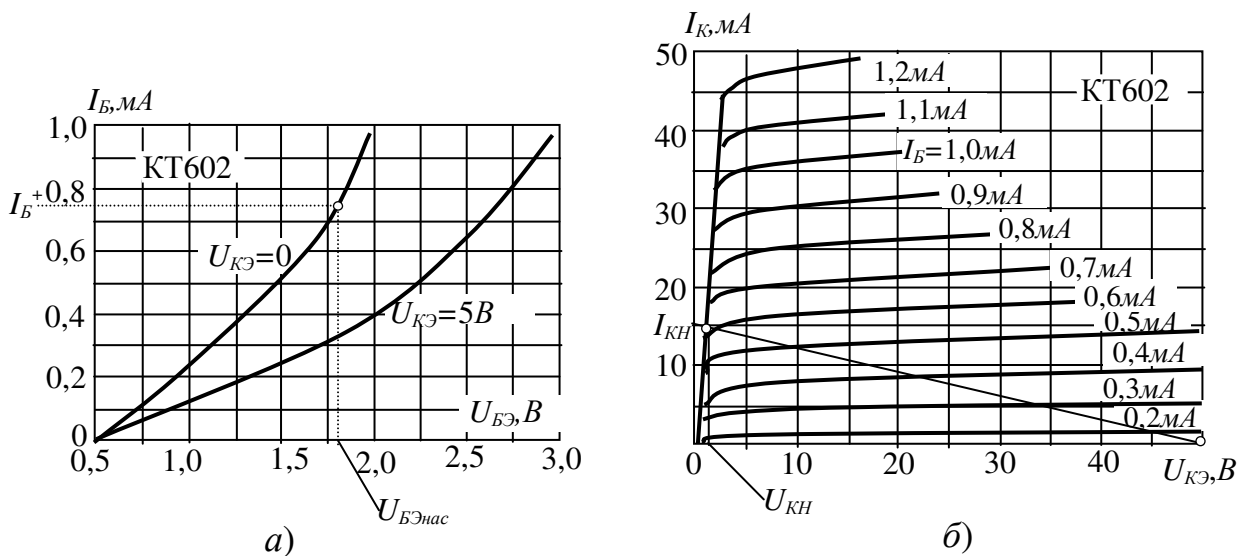 I_Б,мА
1,0
КТ602
I_Б^+
0,8
0,6
U_КЭ=0
0,4
U_КЭ=5В
0,2
U_БЭ,В
0
0,5
1,0
1,5
2,0
2,5
3,0
U_БЭнас
а)
I_К,мА
50
1,2мА
КТ602
40
1,1мА
I_Б=1,0мА
30
0,9мА
0,8мА
20
0,7мА
0,6мА
I_КН
0,5мА
10
0,4мА
0,3мА
0,2мА
0
10
20
30
40
U_КЭ,В
U_КН
б)